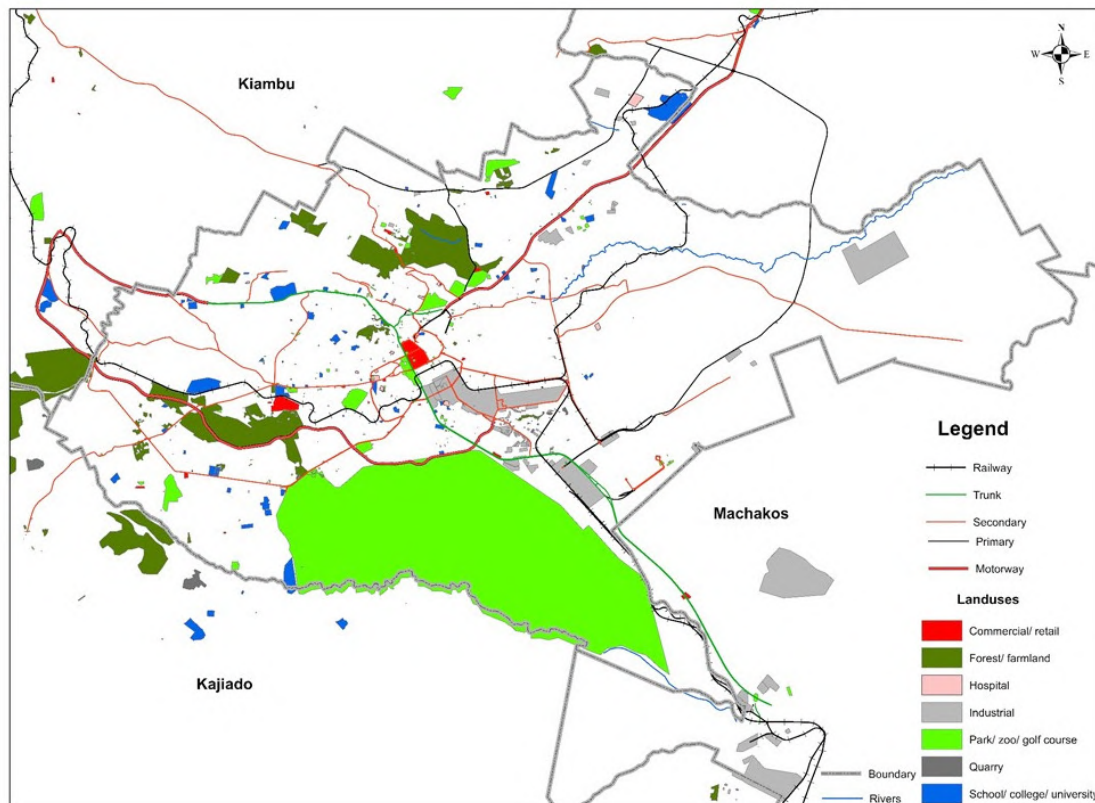 N
W E
S
Kiambu
Legend
Railway
Trunk
Secondary
Primary
Motorway
Machakos
Landuses
Commercial/ retail
Forest/ farmland
Hospital
Industrial
Park/ zoo/ golf course
Quarry
School/ college/ university
Kajiado
Boundary
Rivers